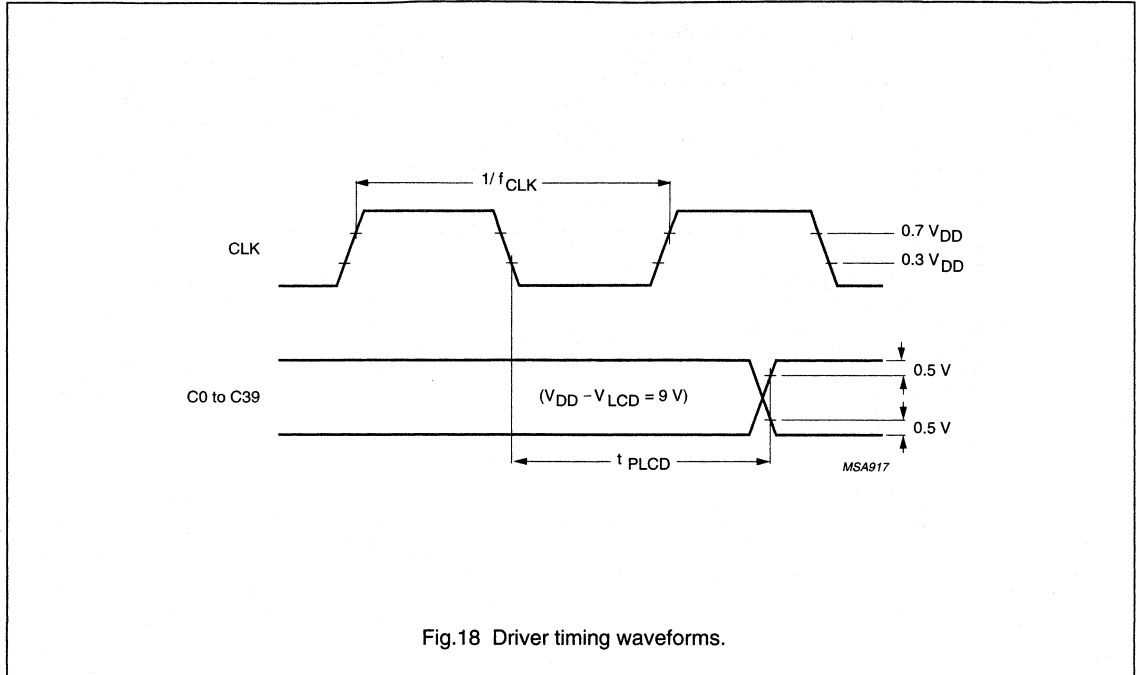 1/ fCLK
CLK
0.7 VDD
0.3 VDD
0.5 V
C0 to C39
(VDD – VLCD = 9 V)
0.5 V
t PLCD
MSA917
Fig.18 Driver timing waveforms.